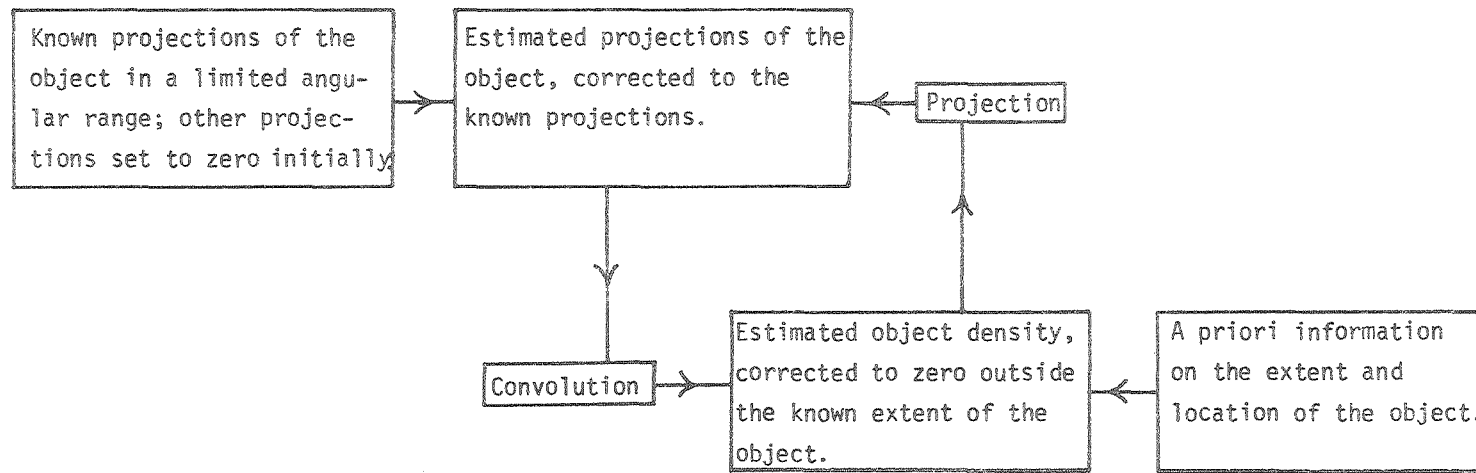 Known projections of the
object in a limited angu-
lar range; other projec-
tions set to zero initially
Estimated projections of the
object, corrected to the
known projections.
Projection
Convolution
Estimated object density,
corrected to zero outside
the known extent of the
object.
A priori information
on the extent and
location of the object.